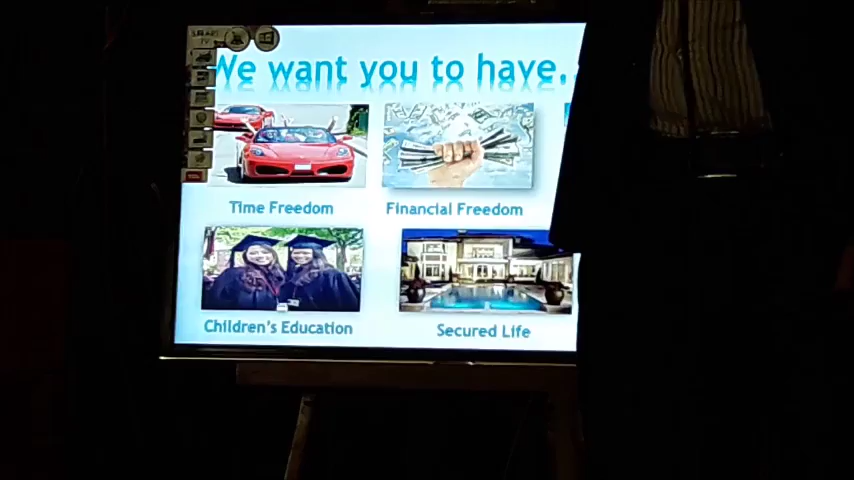 We want you to have..
Time Freedom
Financial Freedom
Children's Education
Secured Life